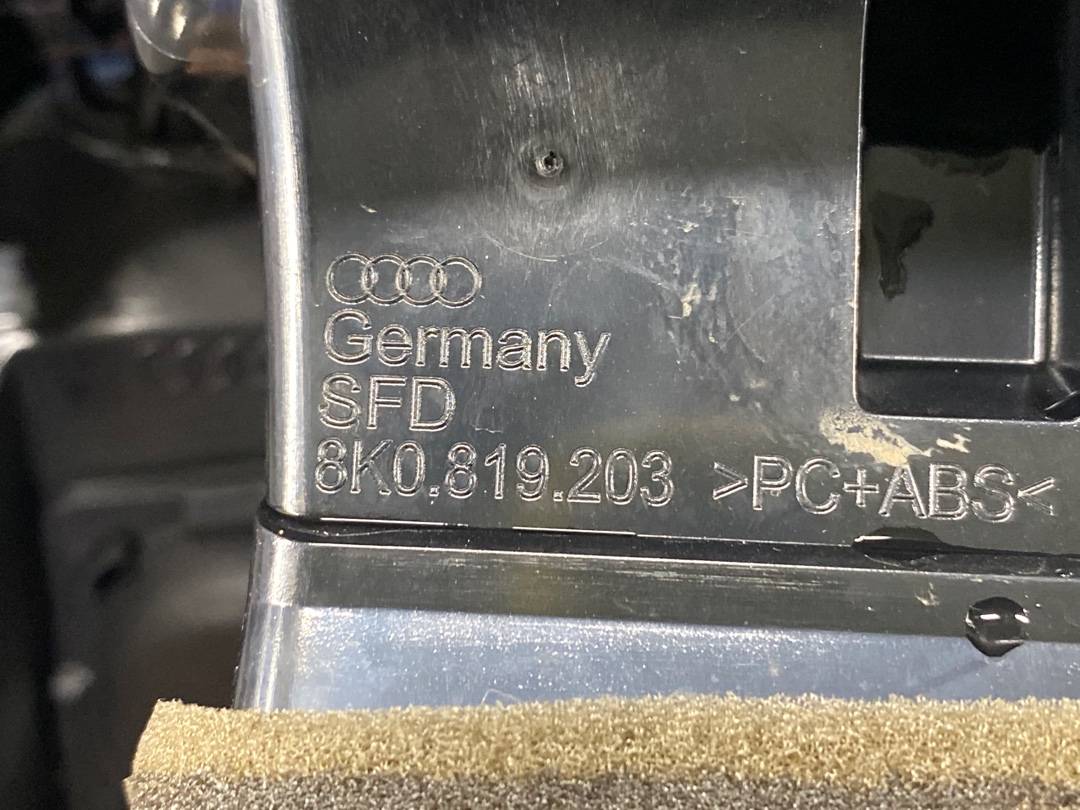 Germany
SFD
8K0.819.203 >PC+ABS<